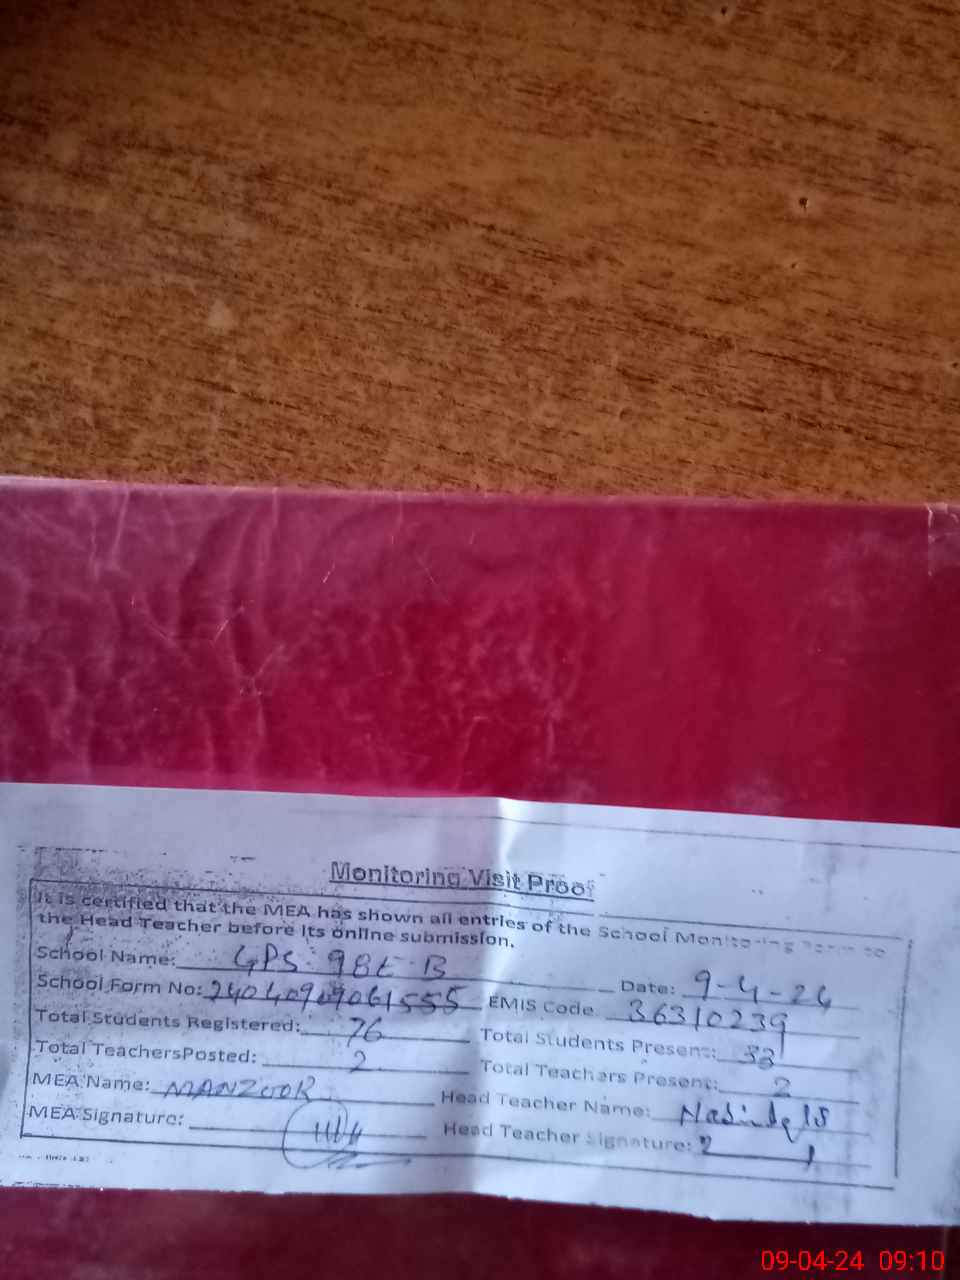 Monitoring Visit Proof
It is certified that the MEA has shown all entries of the School Monitoring Form to
the Head Teacher before its online submission.
School Name: GPS 98E B Date: 9-4-24
School Form No: EMIS Code 36310239
Total Students Registered: 76 Total Students Present: 33
Total TeachersPosted: 2 Total Teachers Present: 2
MEA Name: MANZOOR Head Teacher Name:
MEA Signature: Head Teacher Signature:
09-04-24 09:10